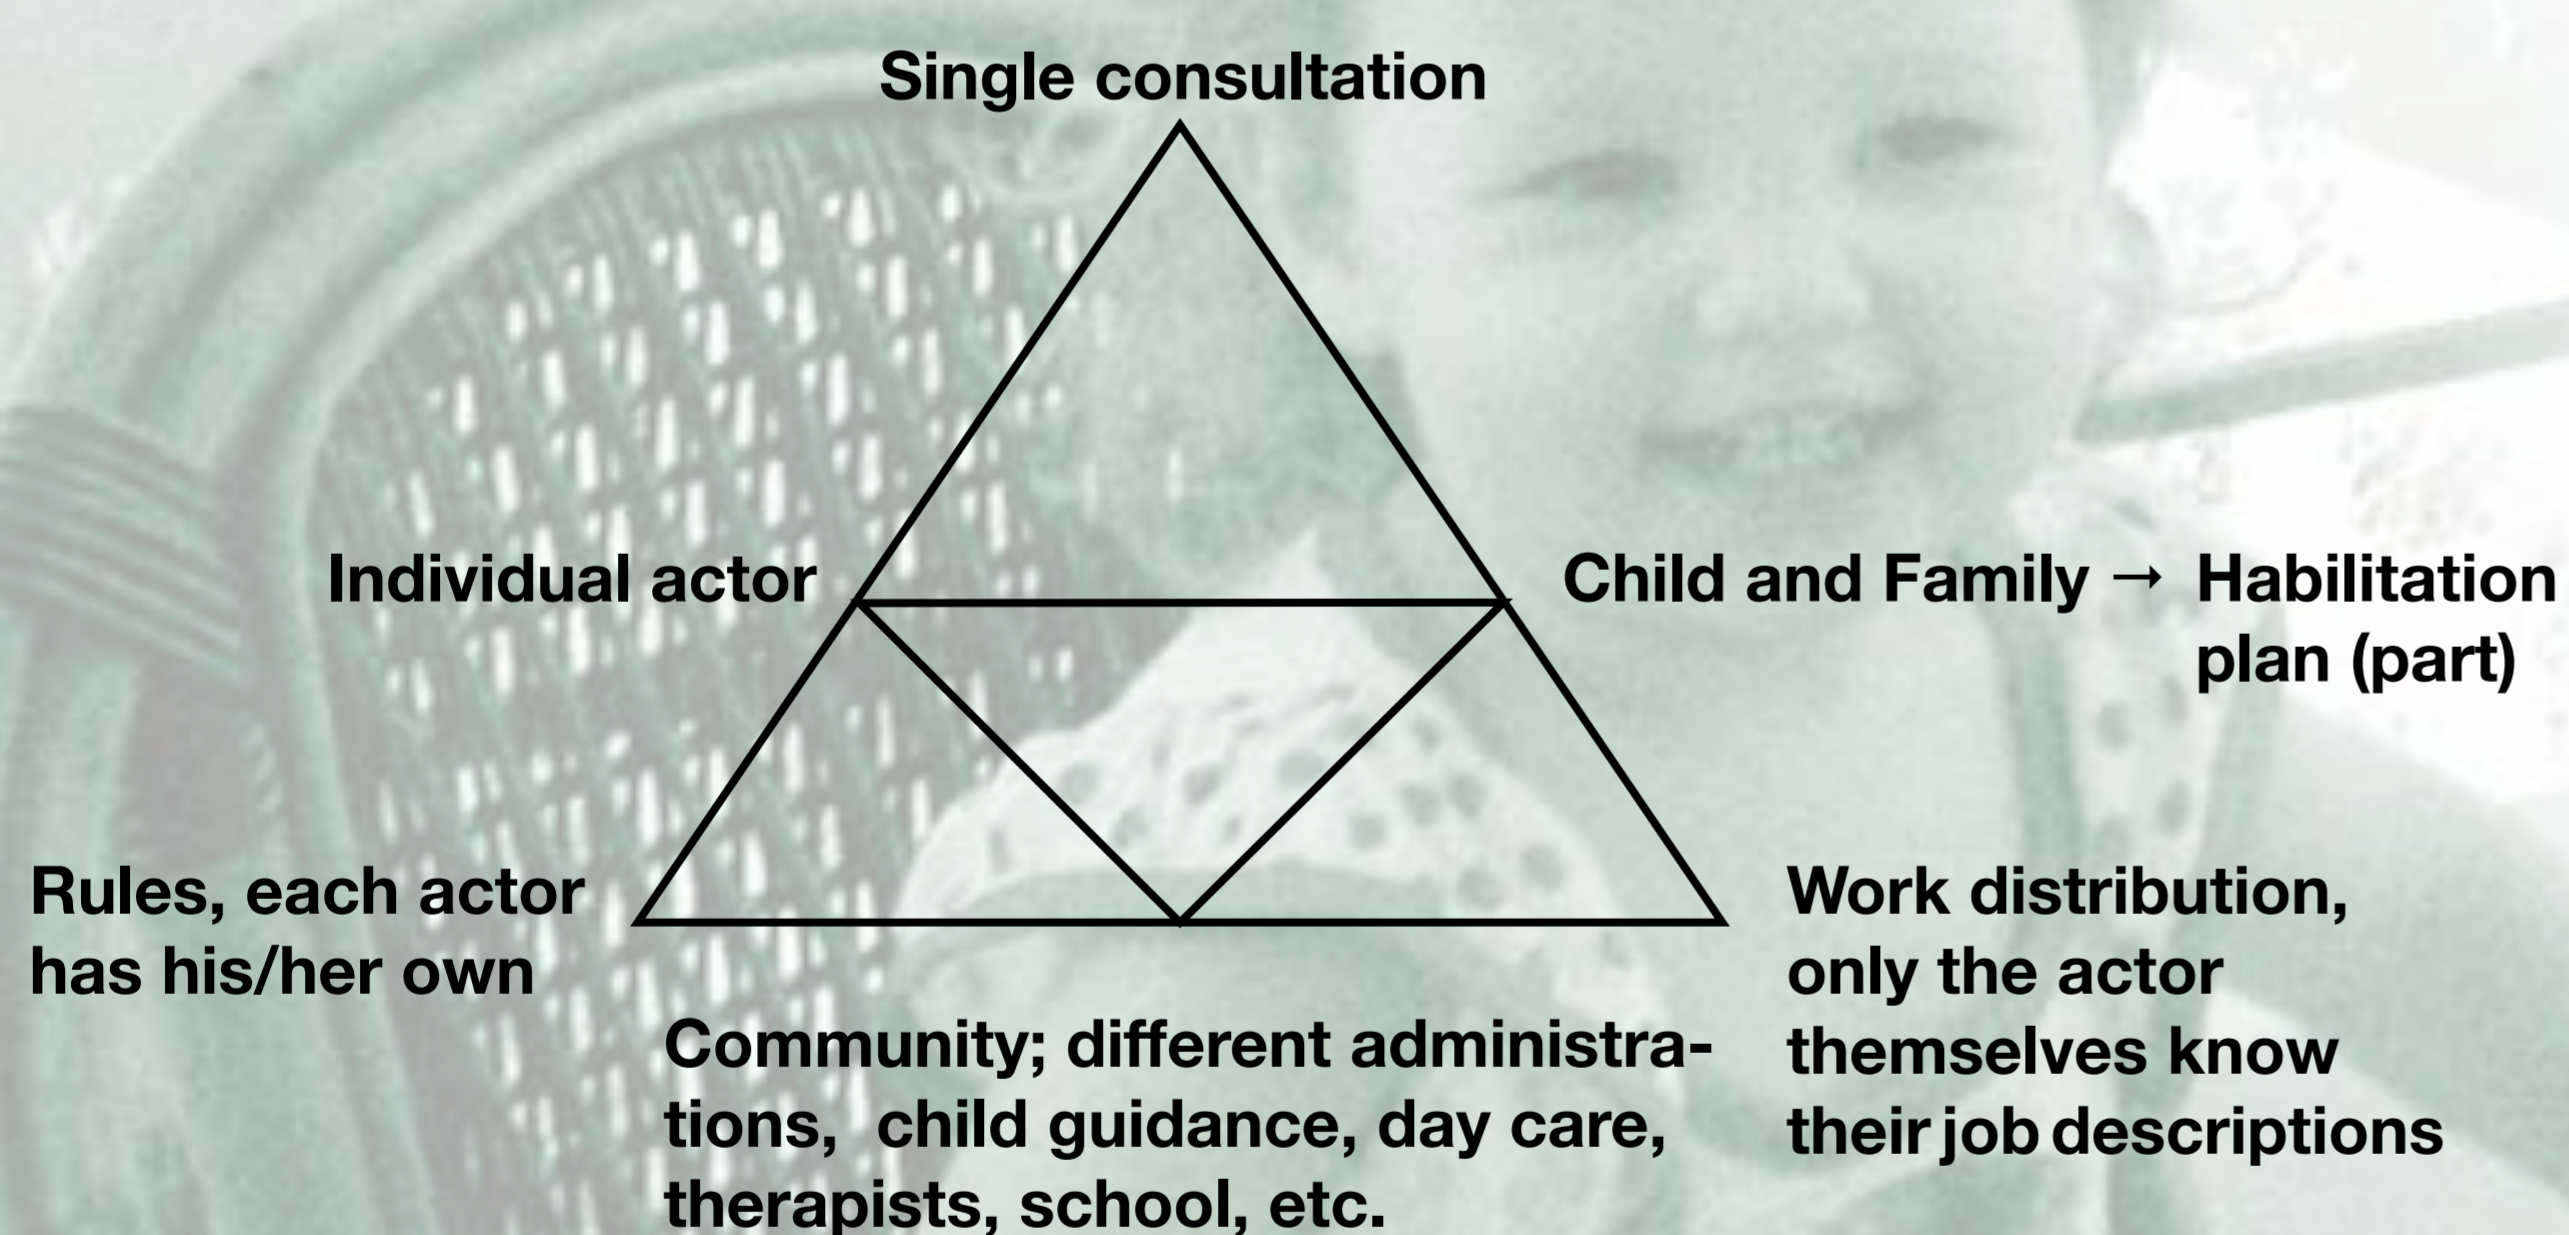 Single consultation
Individual actor
Child and Family → Habilitation
plan (part)
Rules, each actor
has his/her own
Community; different administra-
tions, child guidance, day care,
therapists, school, etc.
Work distribution,
only the actor
themselves know
their job descriptions